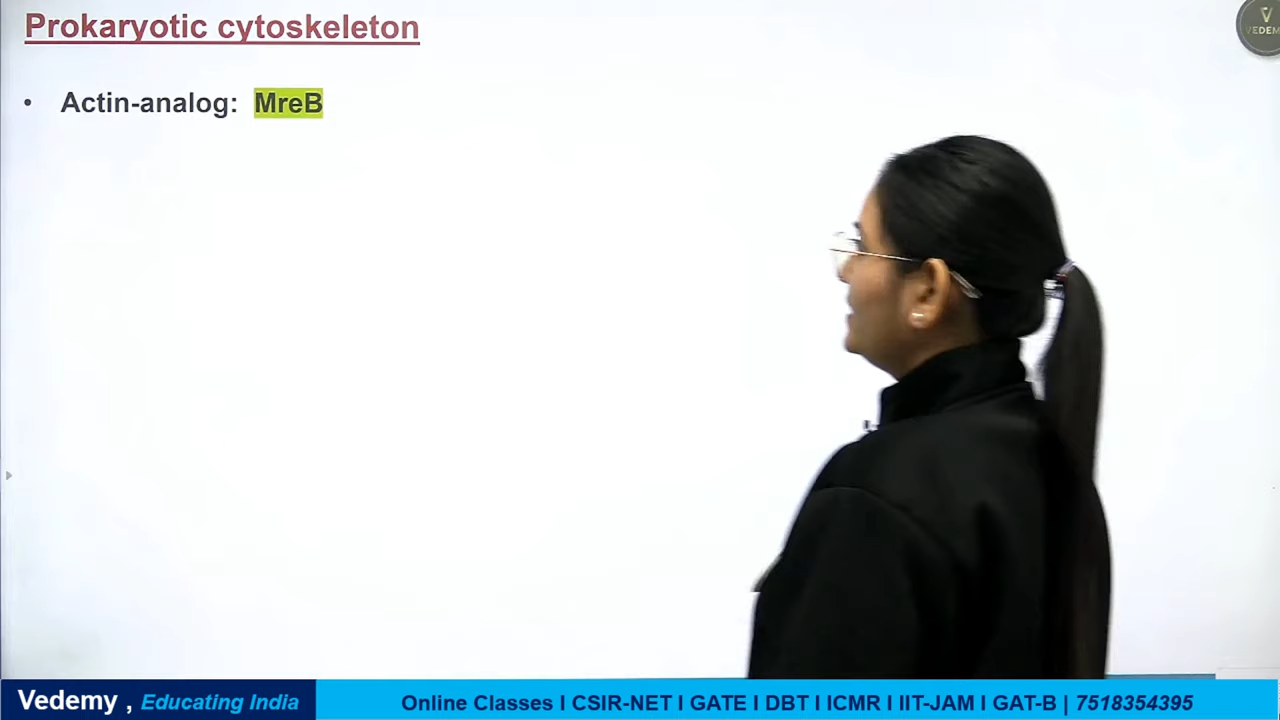 Prokaryotic cytoskeleton
V
VEDEM
• Actin-analog: MreB
Vedemy , Educating India
Online Classes I CSIR-NET I GATE I DBT I ICMR I IIT-JAM I GAT-B | 7518354395